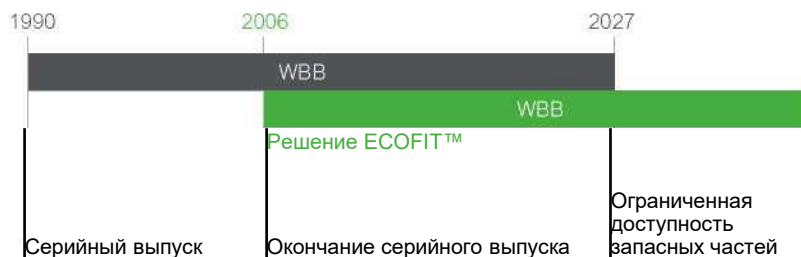 1990 2006 2027
WBB
WBB
Решение ECOFIT™
Серийный выпуск
Окончание серийного выпуска
Ограниченная
доступность
запасных частей